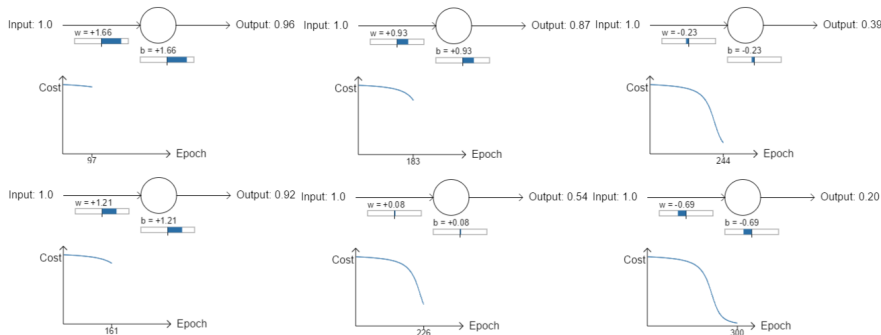 Input: 1.0
w = +1.66
b = +1.66
Output: 0.96
Cost
Epoch
97
Input: 1.0
w = +0.93
b = +0.93
Output: 0.87
Cost
Epoch
183
Input: 1.0
w = -0.23
b = -0.23
Output: 0.39
Cost
Epoch
244
Input: 1.0
w = +1.21
b = +1.21
Output: 0.92
Cost
Epoch
161
Input: 1.0
w = +0.08
b = +0.08
Output: 0.54
Cost
Epoch
226
Input: 1.0
w = -0.69
b = -0.69
Output: 0.20
Cost
Epoch
300